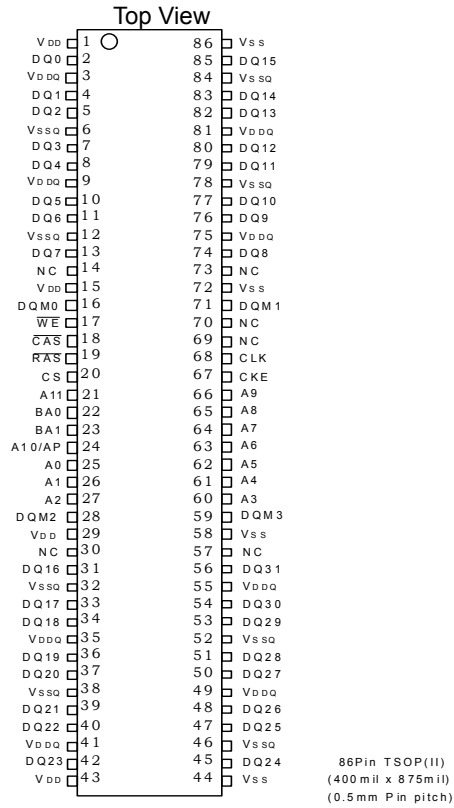 Top View
VDD 1 86 VSS
DQ0 2 85 DQ15
VDDQ 3 84 VSSQ
DQ1 4 83 DQ14
DQ2 5 82 DQ13
VSSQ 6 81 VDDQ
DQ3 7 80 DQ12
DQ4 8 79 DQ11
VDDQ 9 78 VSSQ
DQ5 10 77 DQ10
DQ6 11 76 DQ9
VSSQ 12 75 VDDQ
DQ7 13 74 DQ8
NC 14 73 NC
VDD 15 72 VSS
DQM0 16 71 DQM1
WE 17 70 NC
CAS 18 69 NC
RAS 19 68 CLK
CS 20 67 CKE
A11 21 66 A9
BA0 22 65 A8
BA1 23 64 A7
A10/AP 24 63 A6
A0 25 62 A5
A1 26 61 A4
A2 27 60 A3
DQM2 28 59 DQM3
VDD 29 58 VSS
NC 30 57 NC
DQ16 31 56 DQ31
VSSQ 32 55 VDDQ
DQ17 33 54 DQ30
DQ18 34 53 DQ29
VDDQ 35 52 VSSQ
DQ19 36 51 DQ28
DQ20 37 50 DQ27
VSSQ 38 49 VDDQ
DQ21 39 48 DQ26
DQ22 40 47 DQ25
VDDQ 41 46 VSSQ
DQ23 42 45 DQ24
VDD 43 44 VSS
86Pin TSOP(II)
(400mil x 875mil)
(0.5mm Pin pitch)